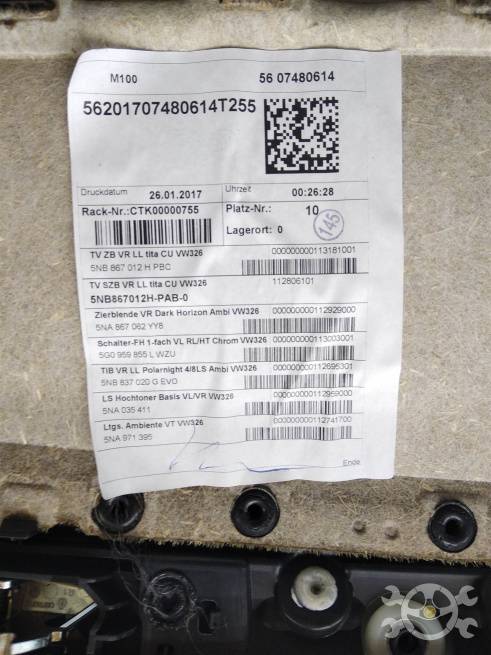 M100 56 07480614
56201707480614T255
Druckdatum 26.01.2017 Uhrzeit 00:26:28
Rack-Nr.:CTK00000755 Platz-Nr.: 10
145
Lagerort: 0
TV ZB VR LL tita CU VW326 000000000113181001
5NB 867 012 H PBC
TV SZB VR LL tita CU VW326 112806101
5NB867012H-PAB-0
Zierblende VR Dark Horizon Ambi VW326 000000000112929000
5NA 867 062 YY8
Schalter-FH 1-fach VL RL/HT Chrom VW326 000000000113003001
5G0 959 855 L WZU
TIB VR LL Polarnight 4/8LS Ambi VW326 000000000112695301
5NB 837 020 G EVO
LS Hochtoner Basis VL/VR VW326 000000000112959000
5NA 035 411
Ltgs. Ambiente VT VW326 000000000112741700
5NA 971 395
Ende